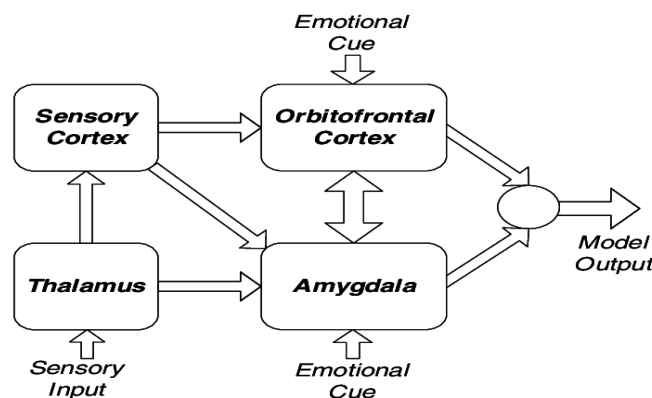 Emotional
Cue
Sensory
Cortex
Orbitofrontal
Cortex
Model
Output
Thalamus
Amygdala
Sensory
Input
Emotional
Cue